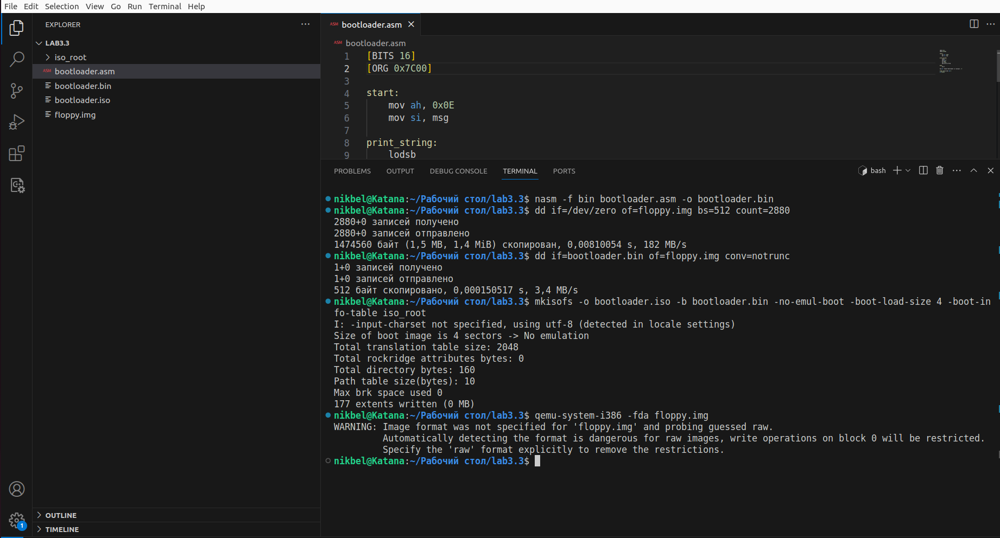 File Edit Selection View Go Run Terminal Help
EXPLORER
LAB3.3
iso_root
ASM bootloader.asm
bootloader.bin
bootloader.iso
floppy.img
OUTLINE
TIMELINE
1
ASM bootloader.asm
ASM bootloader.asm
1 [BITS 16]
2 [ORG 0x7C00]
3
4 start:
5 mov ah, 0x0E
6 mov si, msg
7
8 print_string:
9 lodsb
PROBLEMS OUTPUT DEBUG CONSOLE TERMINAL PORTS
bash
nikbel@Katana:~/Рабочий стол/lab3.3$ nasm -f bin bootloader.asm -o bootloader.bin
nikbel@Katana:~/Рабочий стол/lab3.3$ dd if=/dev/zero of=floppy.img bs=512 count=2880
2880+0 записей получено
2880+0 записей отправлено
1474560 байт (1,5 MB, 1,4 MiB) скопирован, 0,00810054 s, 182 MB/s
nikbel@Katana:~/Рабочий стол/lab3.3$ dd if=bootloader.bin of=floppy.img conv=notrunc
1+0 записей получено
1+0 записей отправлено
512 байт скопировано, 0,000150517 s, 3,4 MB/s
nikbel@Katana:~/Рабочий стол/lab3.3$ mkisofs -o bootloader.iso -b bootloader.bin -no-emul-boot -boot-load-size 4 -boot-in
fo-table iso_root
I: -input-charset not specified, using utf-8 (detected in locale settings)
Size of boot image is 4 sectors -> No emulation
Total translation table size: 2048
Total rockridge attributes bytes: 0
Total directory bytes: 160
Path table size(bytes): 10
Max brk space used 0
177 extents written (0 MB)
nikbel@Katana:~/Рабочий стол/lab3.3$ qemu-system-i386 -fda floppy.img
WARNING: Image format was not specified for 'floppy.img' and probing guessed raw.
Automatically detecting the format is dangerous for raw images, write operations on block 0 will be restricted.
Specify the 'raw' format explicitly to remove the restrictions.
nikbel@Katana:~/Рабочий стол/lab3.3$